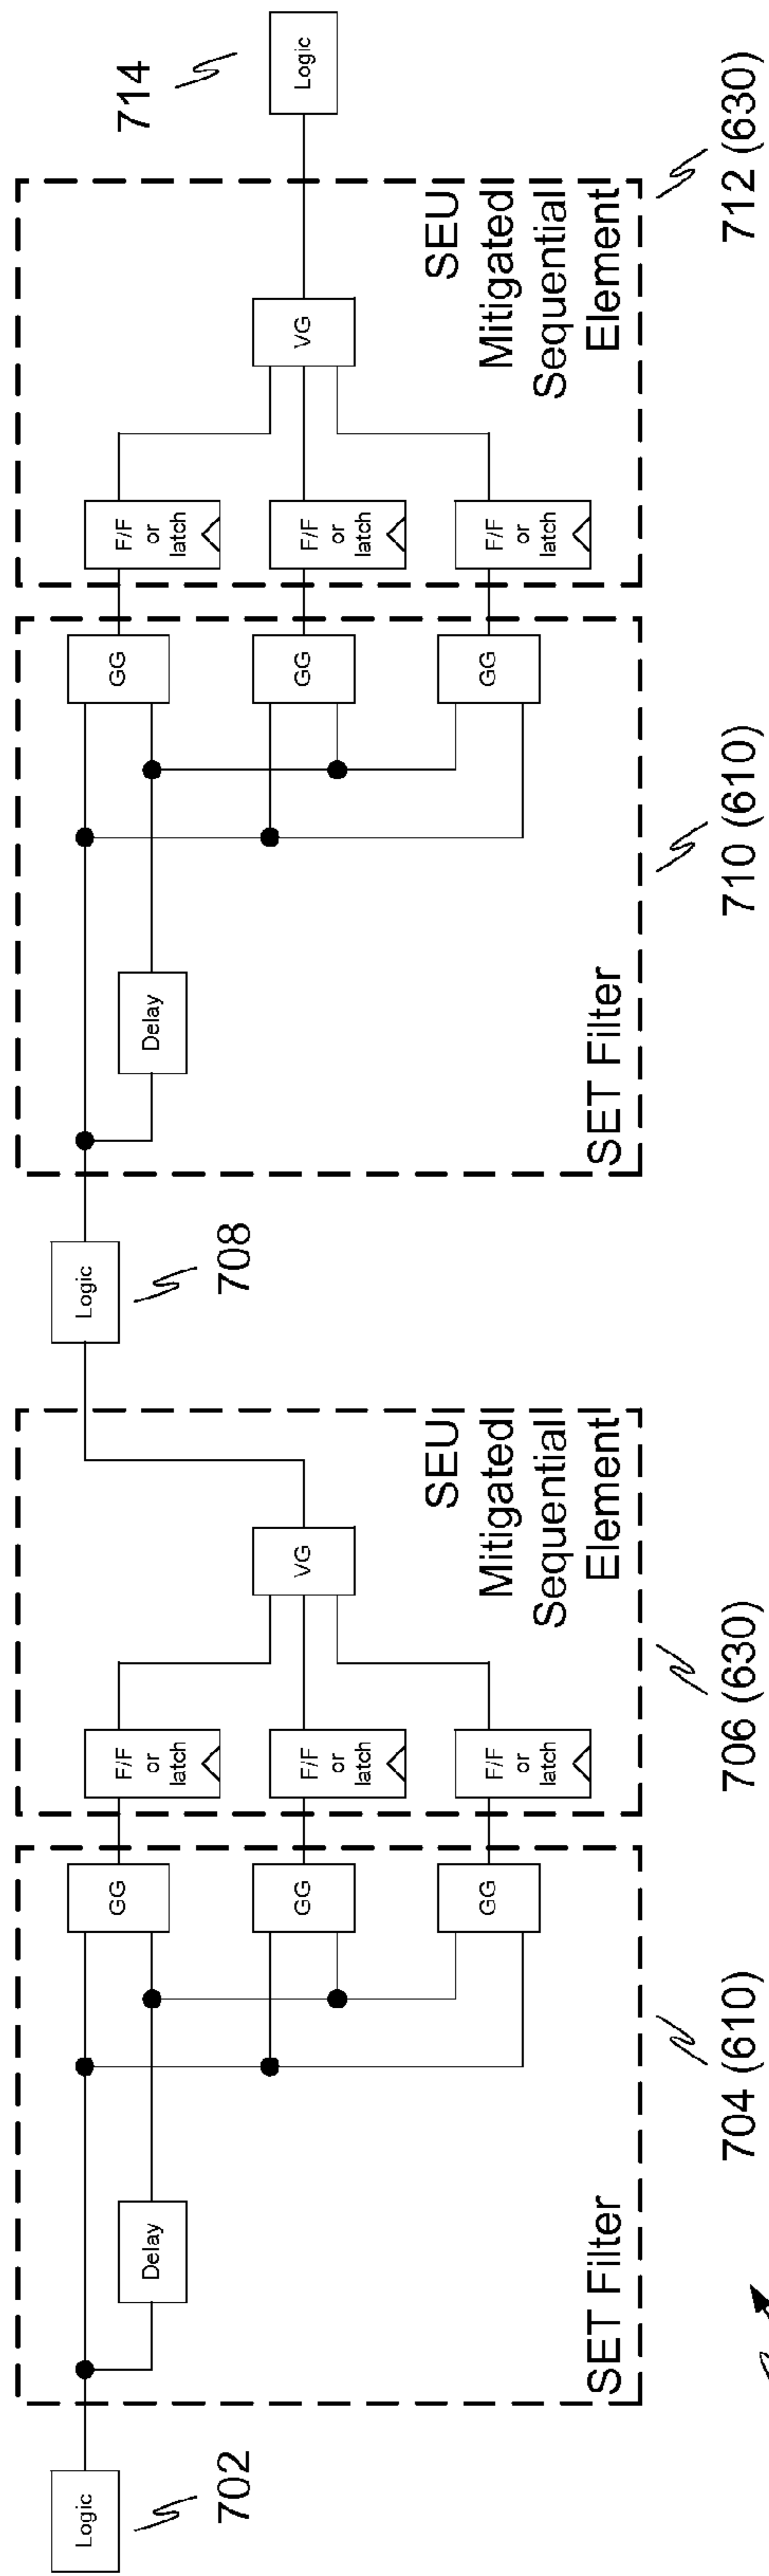 Logic
702
Delay
GG
GG
GG
SET Filter
704 (610)
F/F
or
latch
F/F
or
latch
F/F
or
latch
VG
SEU
Mitigated
Sequential
Element
706 (630)
Logic
708
Delay
GG
GG
GG
SET Filter
710 (610)
F/F
or
latch
F/F
or
latch
F/F
or
latch
VG
SEU
Mitigated
Sequential
Element
712 (630)
Logic
714